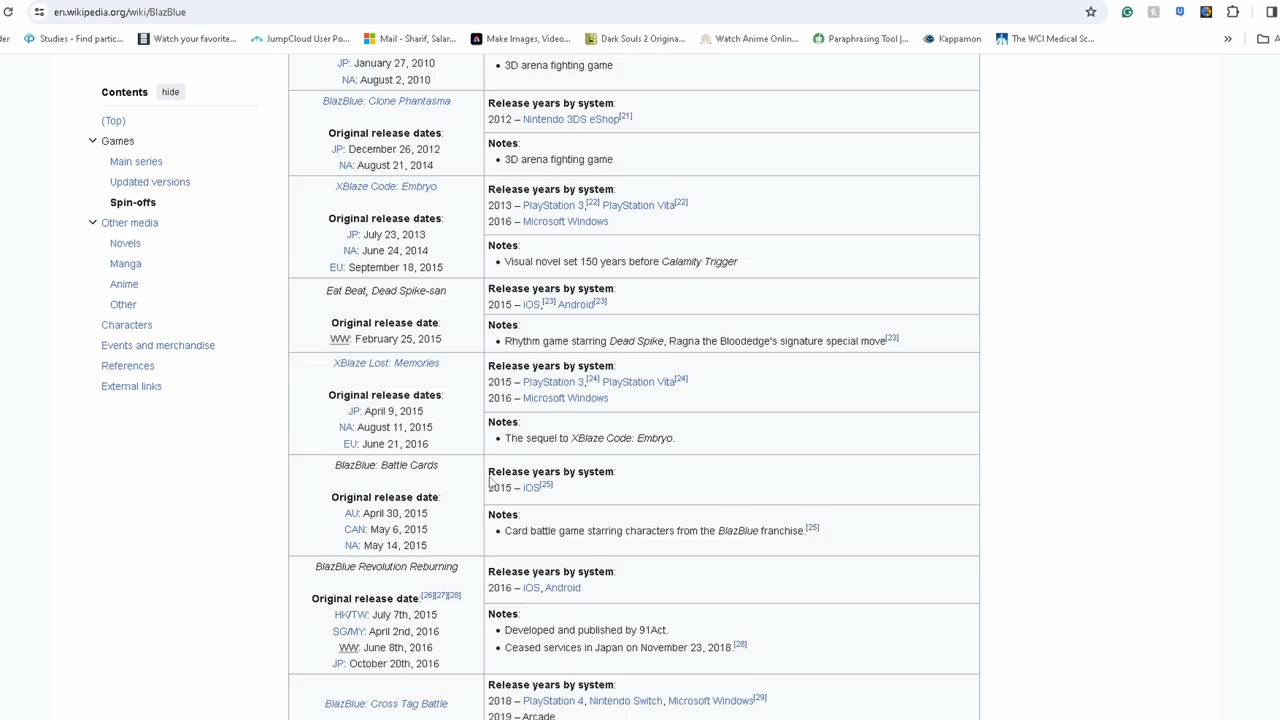 en.wikipedia.org/wiki/BlazBlue
der
Studies - Find partic...
Watch your favorite...
JumpCloud User Po...
Mail - Sharif, Salar...
Make Images, Video...
Dark Souls 2 Origina...
Watch Anime Onlin...
Paraphrasing Tool |...
Kappamon
The WCI Medical Sc...
»
Contents hide
(Top)
Games
Main series
Updated versions
Spin-offs
Other media
Novels
Manga
Anime
Other
Characters
Events and merchandise
References
External links
JP: January 27, 2010
NA: August 2, 2010
• 3D arena fighting game
BlazBlue: Clone Phantasma
Original release dates:
JP: December 26, 2012
NA: August 21, 2014
Release years by system:
2012 – Nintendo 3DS eShop[21]
Notes:
• 3D arena fighting game
XBlaze Code: Embryo
Original release dates:
JP: July 23, 2013
NA: June 24, 2014
EU: September 18, 2015
Release years by system:
2013 – PlayStation 3,[22] PlayStation Vita[22]
2016 – Microsoft Windows
Notes:
• Visual novel set 150 years before Calamity Trigger
Eat Beat, Dead Spike-san
Original release date:
WW: February 25, 2015
Release years by system:
2015 – iOS,[23] Android[23]
Notes:
• Rhythm game starring Dead Spike, Ragna the Bloodedge's signature special move[23]
XBlaze Lost: Memories
Original release dates:
JP: April 9, 2015
NA: August 11, 2015
EU: June 21, 2016
Release years by system:
2015 – PlayStation 3,[24] PlayStation Vita[24]
2016 – Microsoft Windows
Notes:
• The sequel to XBlaze Code: Embryo.
BlazBlue: Battle Cards
Original release date:
AU: April 30, 2015
CAN: May 6, 2015
NA: May 14, 2015
Release years by system:
2015 – iOS[25]
Notes:
• Card battle game starring characters from the BlazBlue franchise.[25]
BlazBlue Revolution Reburning
Original release date:[26][27][28]
HK/TW: July 7th, 2015
SG/MY: April 2nd, 2016
WW: June 8th, 2016
JP: October 20th, 2016
Release years by system:
2016 – iOS, Android
Notes:
• Developed and published by 91Act.
• Ceased services in Japan on November 23, 2018.[28]
BlazBlue: Cross Tag Battle
Release years by system:
2018 – PlayStation 4, Nintendo Switch, Microsoft Windows[29]
2019 – Arcade